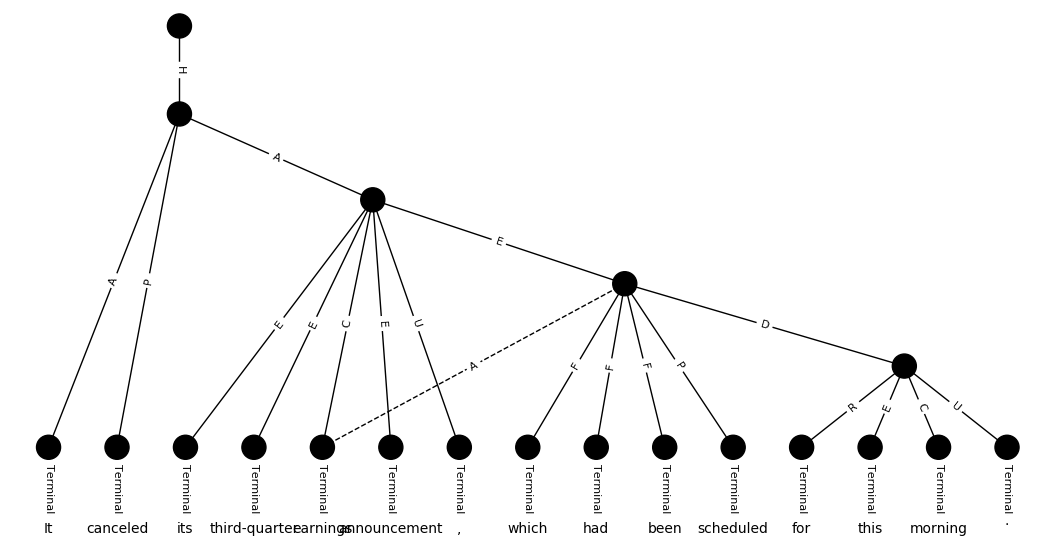 H
A
E
A
P
D
E
E
C
E
U
A
F
F
F
P
R
E
C
U
Terminal Terminal Terminal Terminal Terminal Terminal Terminal Terminal Terminal Terminal Terminal Terminal Terminal Terminal Terminal
It canceled its third-quarter earnings announcement , which had been scheduled for this morning .